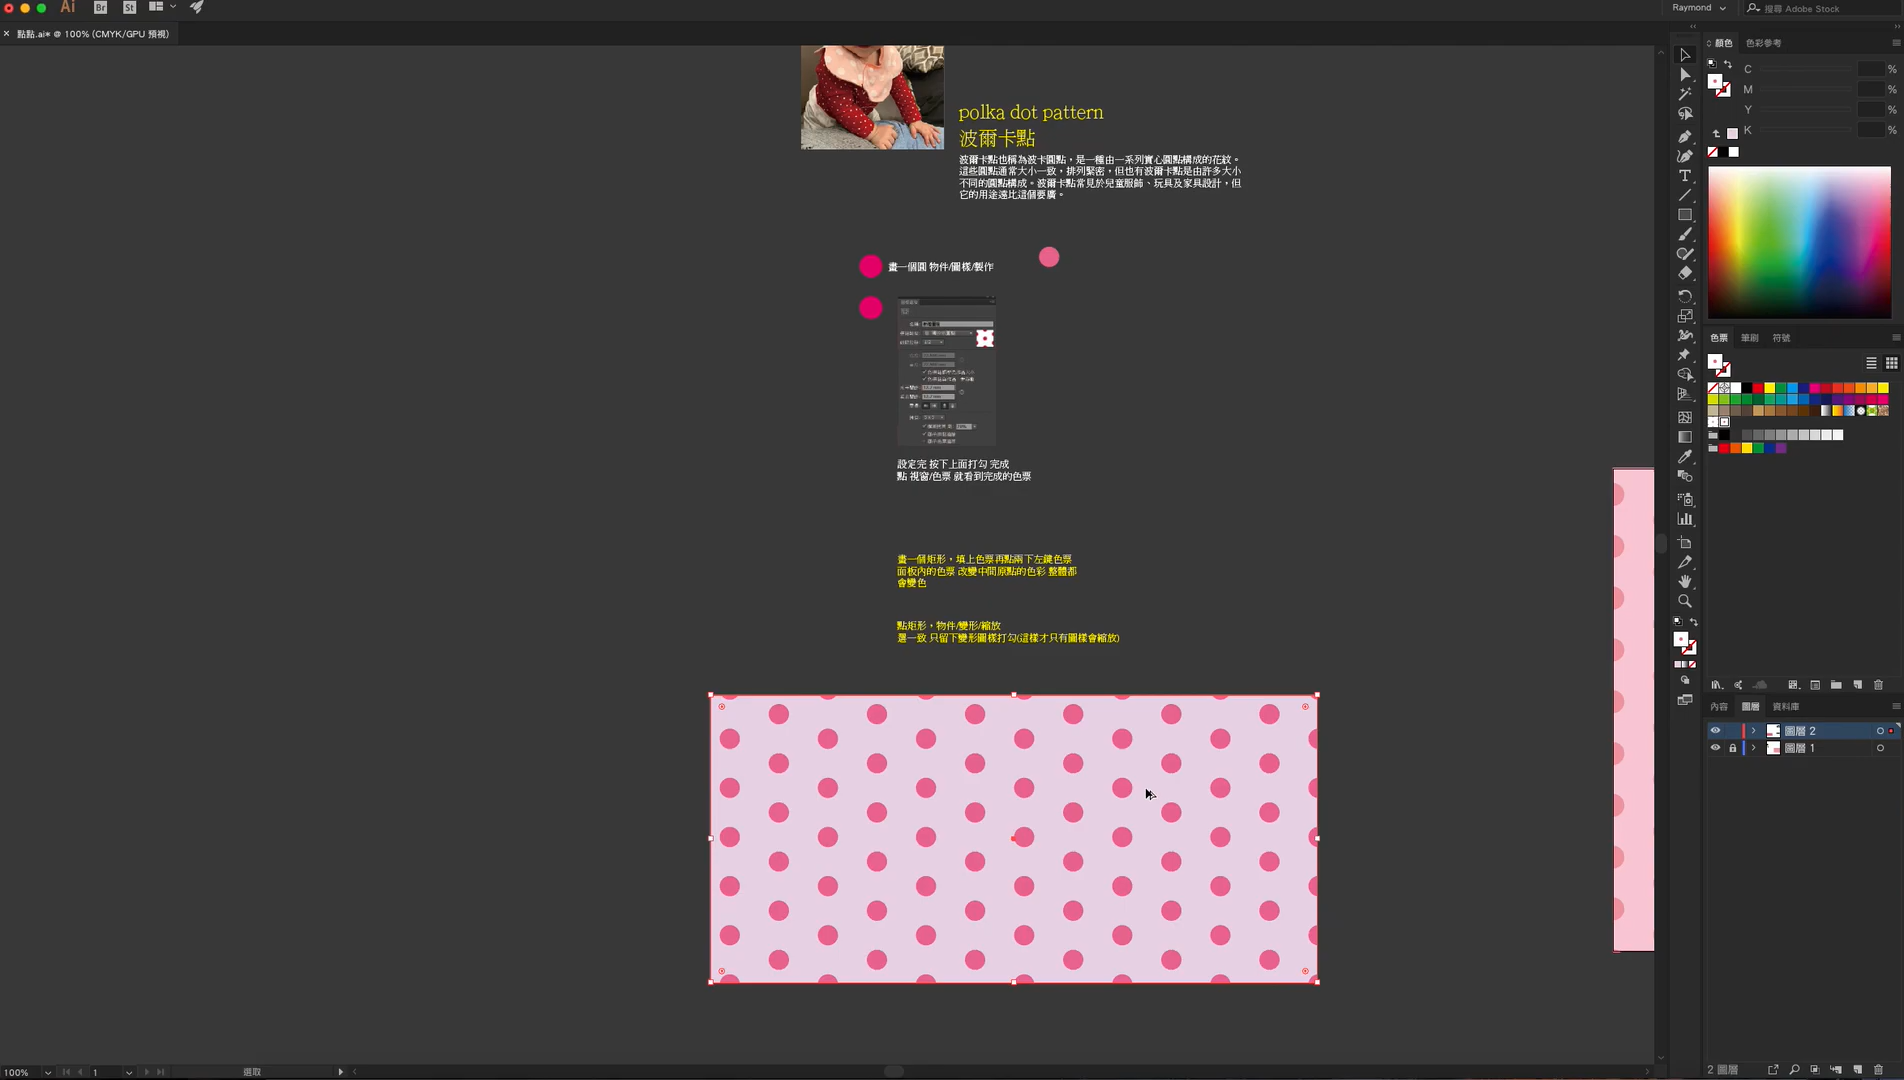 Ai
Br
St
Raymond
搜尋 Adobe Stock
點點.ai* @ 100% (CMYK/GPU 預視)
顏色
色彩參考
C
%
M
%
Y
%
K
%
polka dot pattern
波爾卡點
波爾卡點也稱為波卡圓點，是一種由一系列實心圓點構成的花紋。
這些圓點通常大小一致，排列緊密，但也有波爾卡點是由許多大小
不同的圓點構成。波爾卡點常見於兒童服飾、玩具及家具設計，但
它的用途遠比這個要廣。
畫一個圓 物件/圖樣/製作
設定完 按下上面打勾 完成
點 視窗/色票 就看到完成的色票
畫一個矩形，填上色票再點兩下左鍵色票
面板內的色票 改變中間原點的色彩 整體都
會變色
點矩形，物件/變形/縮放
選一致 只留下變形圖樣打勾(這樣才只有圖樣會縮放)
色票
筆刷
符號
內容
圖層
資料庫
圖層 2
圖層 1
100%
1
選取
2 圖層